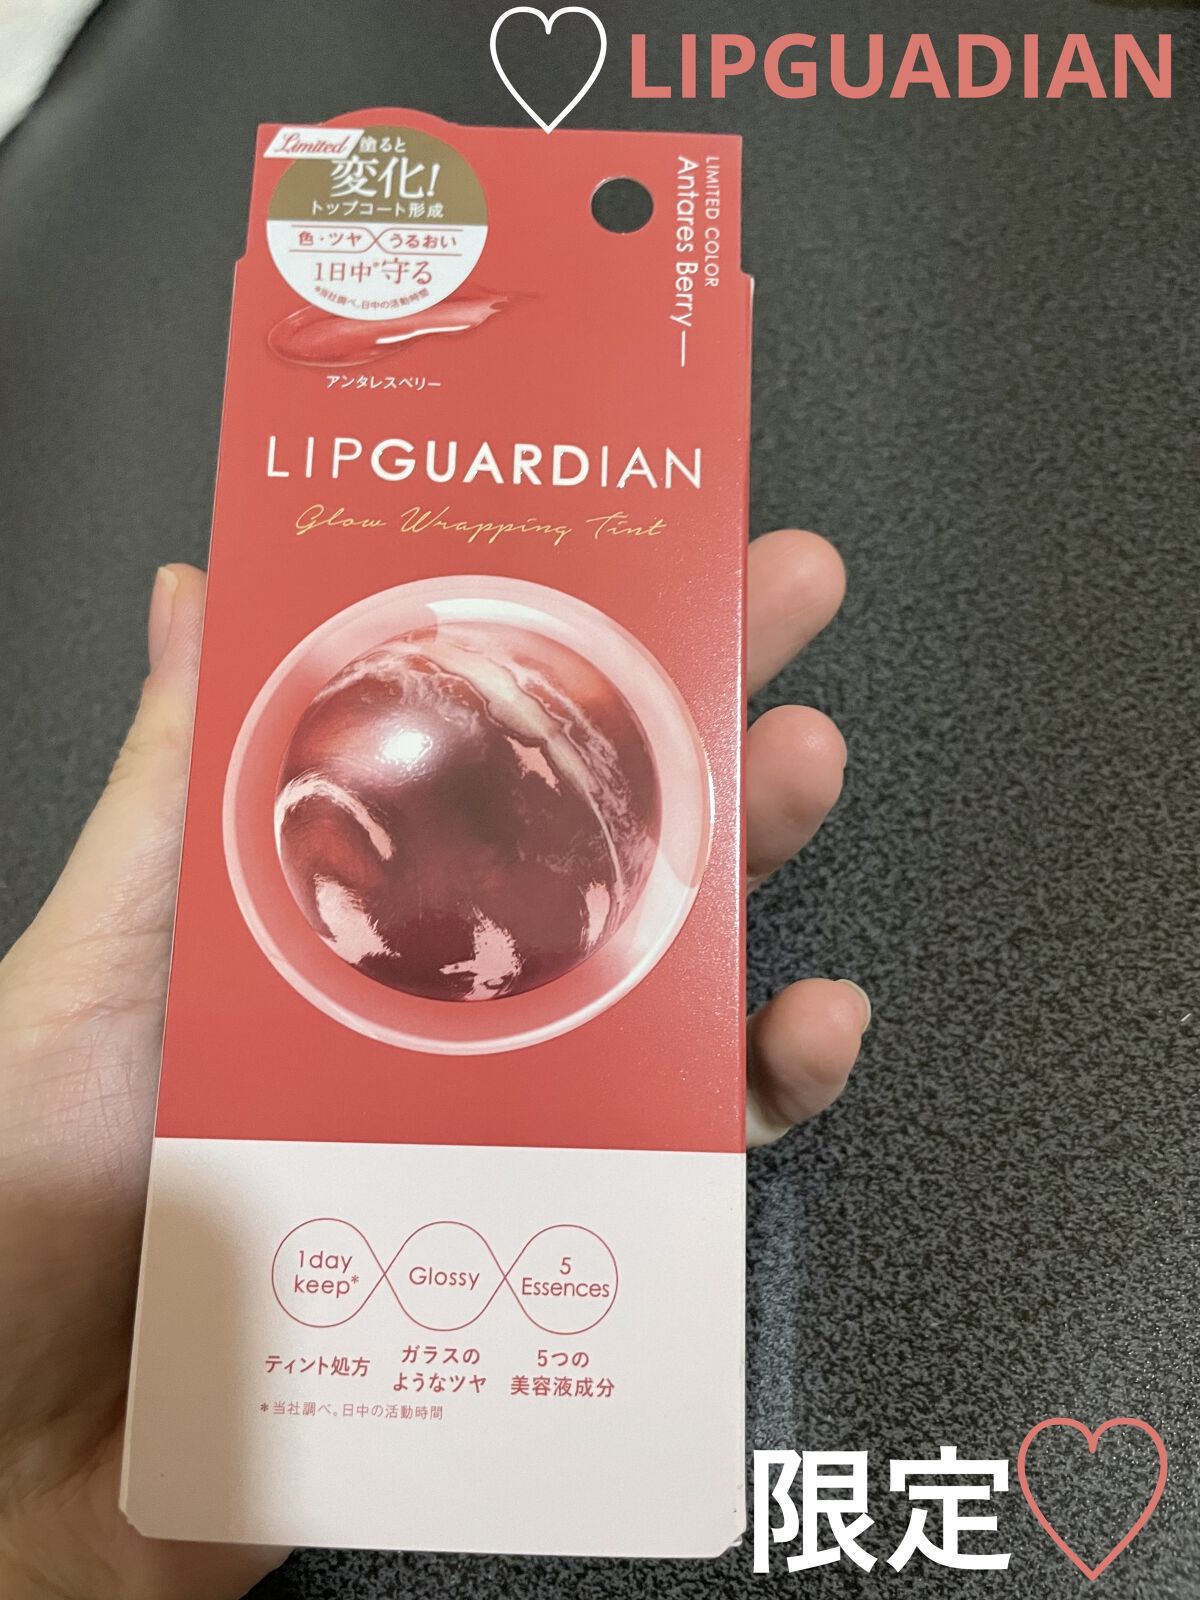 LIPGUADIAN
Limited
塗ると
変化!
トップコート形成
色・ツヤ
うるおい
1日中*守る
*当社調べ。日中の活動時間
アンタレスベリー
LIMITED COLOR
Antares Berry
LIPGUARDIAN
Glow Wrapping Tint
1day
keep*
Glossy
5
Essences
ティント処方
ガラスの
ようなツヤ
5つの
美容液成分
*当社調べ。日中の活動時間
限定